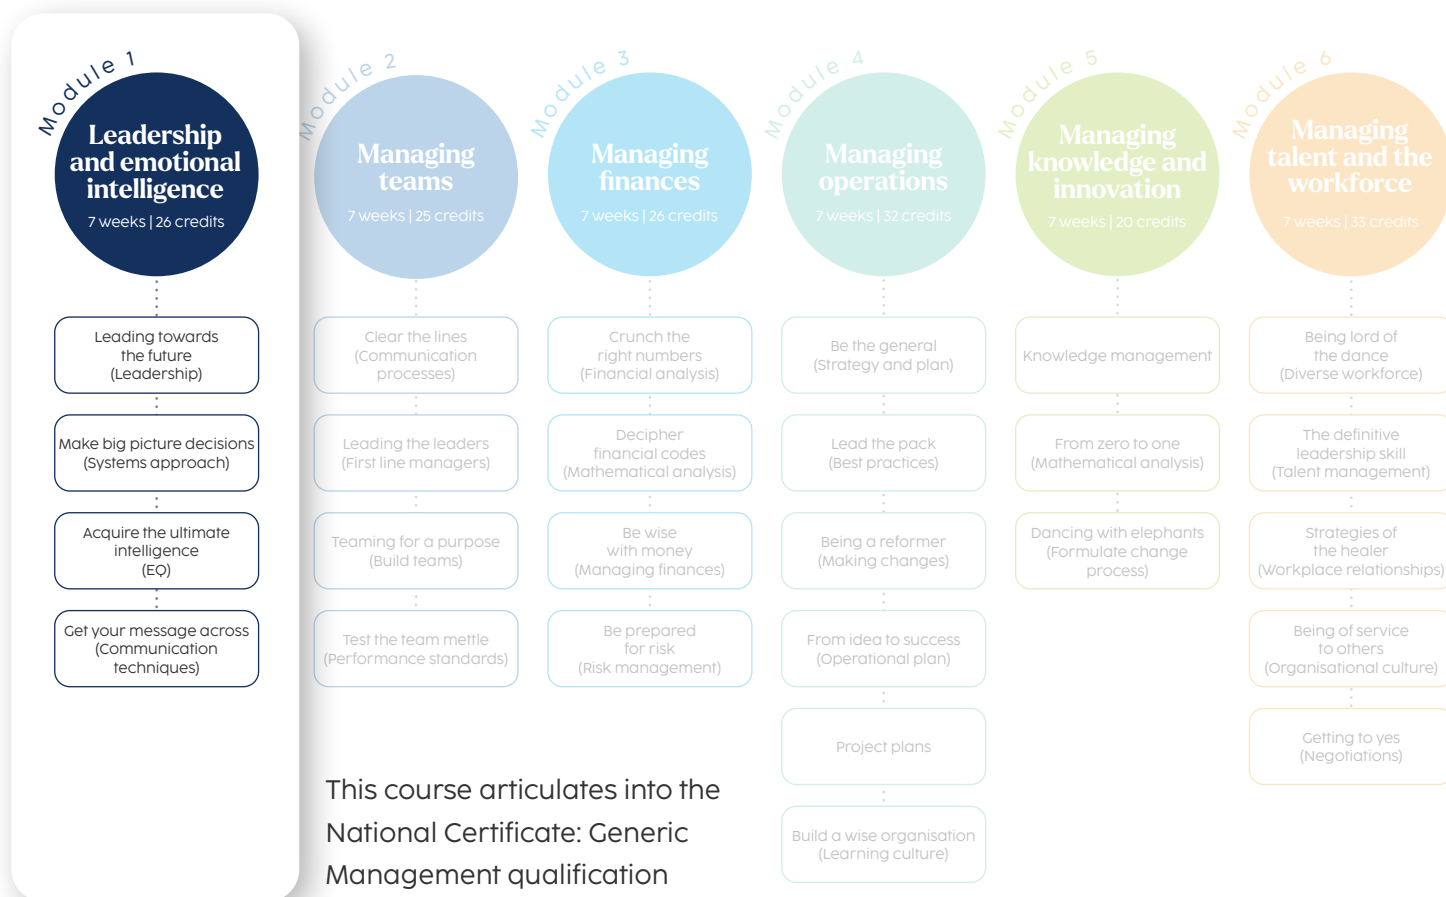 Module 1
Leadership
and emotional
intelligence
7 weeks | 26 credits
Leading towards
the future
(Leadership)
Make big picture decisions
(Systems approach)
Acquire the ultimate
intelligence
(EQ)
Get your message across
(Communication
techniques)
Module 2
Managing
teams
7 weeks | 25 credits
Clear the lines
(Communication
processes)
Leading the leaders
(First line managers)
Teaming for a purpose
(Build teams)
Test the team mettle
(Performance standards)
Module 3
Managing
finances
7 weeks | 26 credits
Crunch the
right numbers
(Financial analysis)
Decipher
financial codes
(Mathematical analysis)
Be wise
with money
(Managing finances)
Be prepared
for risk
(Risk management)
Module 4
Managing
operations
7 weeks | 32 credits
Be the general
(Strategy and plan)
Lead the pack
(Best practices)
Being a reformer
(Making changes)
From idea to success
(Operational plan)
Project plans
Build a wise organisation
(Learning culture)
Module 5
Managing
knowledge and
innovation
7 weeks | 20 credits
Knowledge management
From zero to one
(Mathematical analysis)
Dancing with elephants
(Formulate change
process)
Module 6
Managing
talent and the
workforce
7 weeks | 33 credits
Being lord of
the dance
(Diverse workforce)
The definitive
leadership skill
(Talent management)
Strategies of
the healer
(Workplace relationships)
Being of service
to others
(Organisational culture)
Getting to yes
(Negotiations)
This course articulates into the
National Certificate: Generic
Management qualification